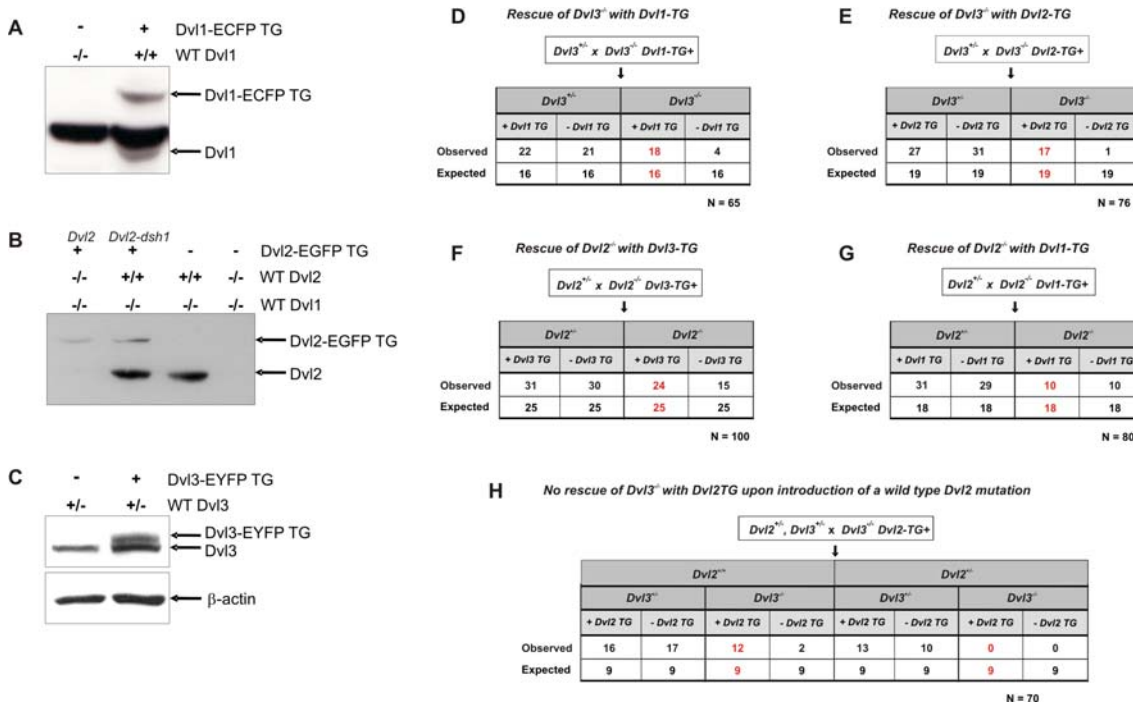 A
- + Dvl1-ECFP TG
-/- +/+ WT Dvl1
Dvl1-ECFP TG
Dvl1
B
Dvl2 Dvl2-dsh1
+ + - - Dvl2-EGFP TG
-/- +/+ +/+ -/- WT Dvl2
-/- -/- -/- -/- WT Dvl1
Dvl2-EGFP TG
Dvl2
C
- + Dvl3-EYFP TG
+/- +/- WT Dvl3
Dvl3-EYFP TG
Dvl3
β-actin
D
Rescue of Dvl3-/- with Dvl1-TG
Dvl3+/- x Dvl3-/- Dvl1-TG+
Dvl3+/- Dvl3-/-
+ Dvl1 TG - Dvl1 TG + Dvl1 TG - Dvl1 TG
Observed 22 21 18 4
Expected 16 16 16 16
N = 65
E
Rescue of Dvl3-/- with Dvl2-TG
Dvl3+/- x Dvl3-/- Dvl2-TG+
Dvl3+/- Dvl3-/-
+ Dvl2 TG - Dvl2 TG + Dvl2 TG - Dvl2 TG
Observed 27 31 17 1
Expected 19 19 19 19
N = 76
F
Rescue of Dvl2-/- with Dvl3-TG
Dvl2+/- x Dvl2-/- Dvl3-TG+
Dvl2+/- Dvl2-/-
+ Dvl3 TG - Dvl3 TG + Dvl3 TG - Dvl3 TG
Observed 31 30 24 15
Expected 25 25 25 25
N = 100
G
Rescue of Dvl2-/- with Dvl1-TG
Dvl2+/- x Dvl2-/- Dvl1-TG+
Dvl2+/- Dvl2-/-
+ Dvl1 TG - Dvl1 TG + Dvl1 TG - Dvl1 TG
Observed 31 29 10 10
Expected 18 18 18 18
N = 80
H
No rescue of Dvl3-/- with Dvl2TG upon introduction of a wild type Dvl2 mutation
Dvl2+/-, Dvl3+/- x Dvl3-/- Dvl2-TG+
Dvl2+/+ Dvl2+/-
Dvl3+/- Dvl3-/- Dvl3+/- Dvl3-/-
+ Dvl2 TG - Dvl2 TG + Dvl2 TG - Dvl2 TG + Dvl2 TG - Dvl2 TG + Dvl2 TG - Dvl2 TG
Observed 16 17 12 2 13 10 0 0
Expected 9 9 9 9 9 9 9 9
N = 70